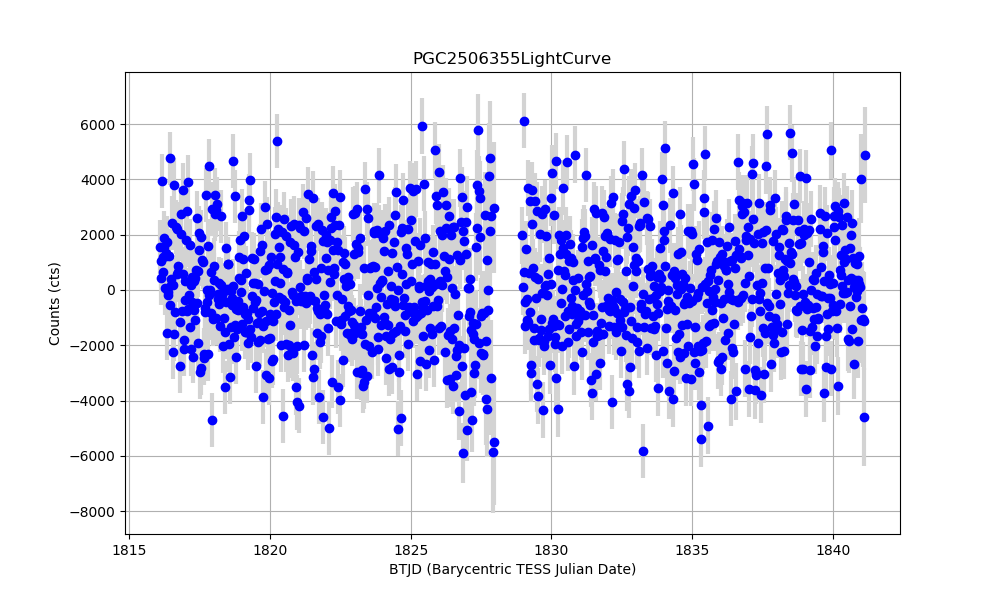 PGC2506355LightCurve
Counts (cts)
6000
4000
2000
0
−2000
−4000
−6000
−8000
1815 1820 1825 1830 1835 1840
BTJD (Barycentric TESS Julian Date)